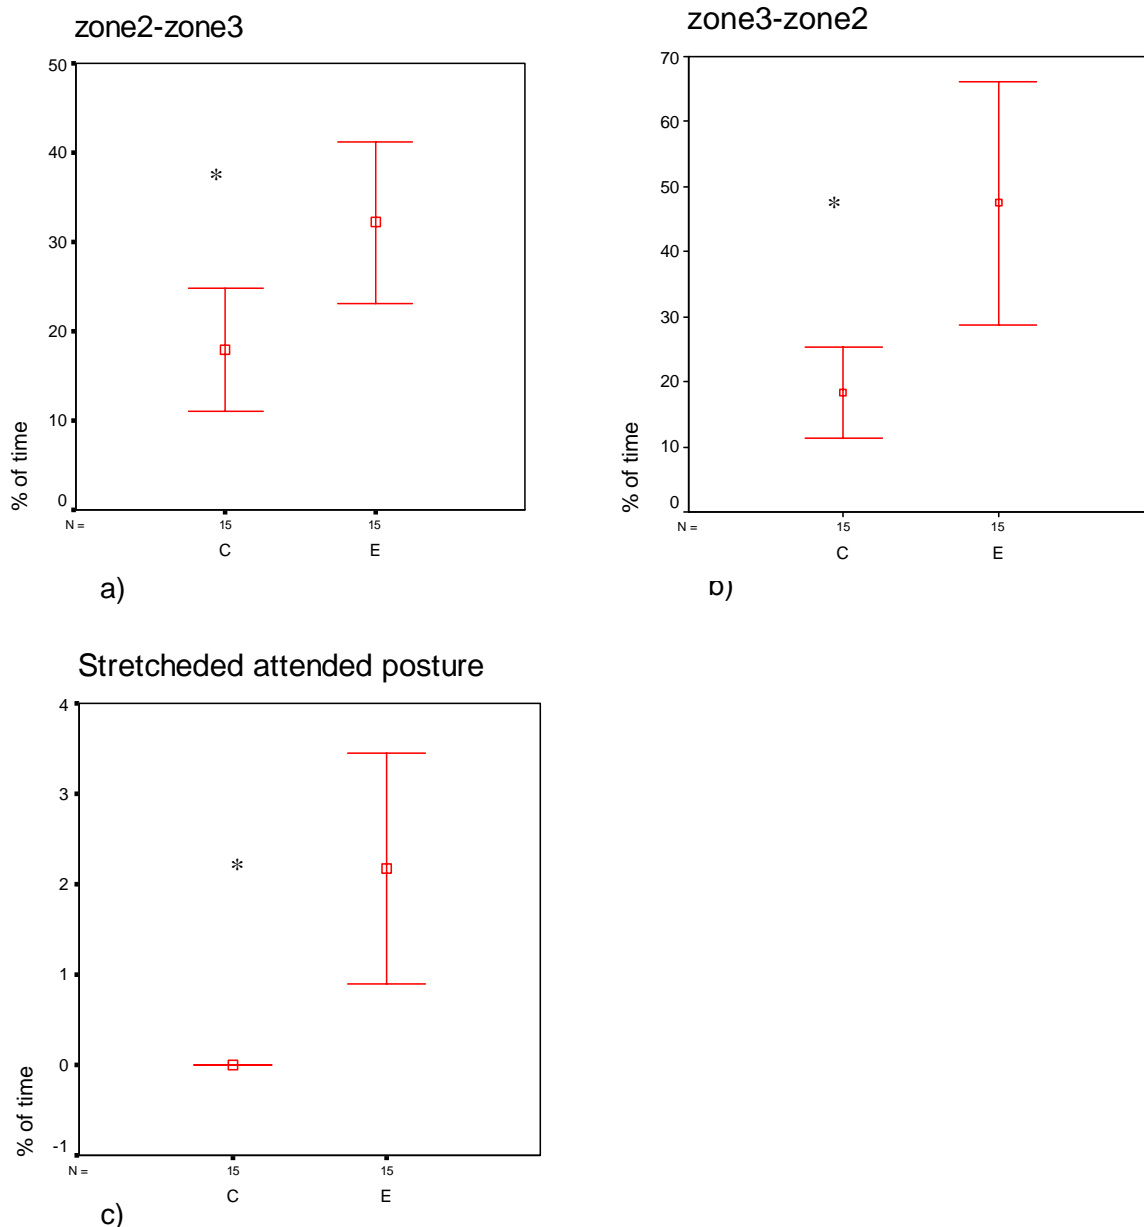 zone2-zone3
50
40
*
30
20
10
% of time
0
N = 15 15
C E
a)
zone3-zone2
70
60
50
*
40
30
20
10
% of time
0
N = 15 15
C E
b)
Stretcheded attended posture
4
3
*
2
1
0
% of time
-1
N = 15 15
C E
c)